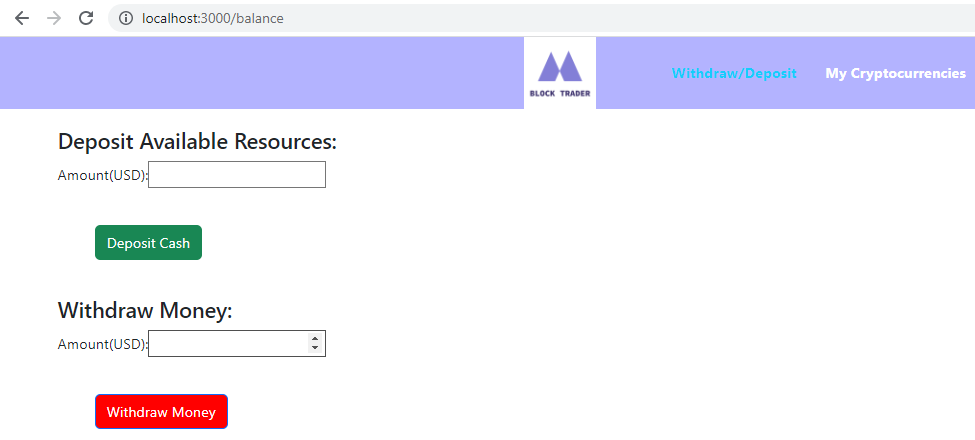 localhost:3000/balance
BLOCK TRADER
Withdraw/Deposit
My Cryptocurrencies
Deposit Available Resources:
Amount(USD):
Deposit Cash
Withdraw Money:
Amount(USD):
Withdraw Money